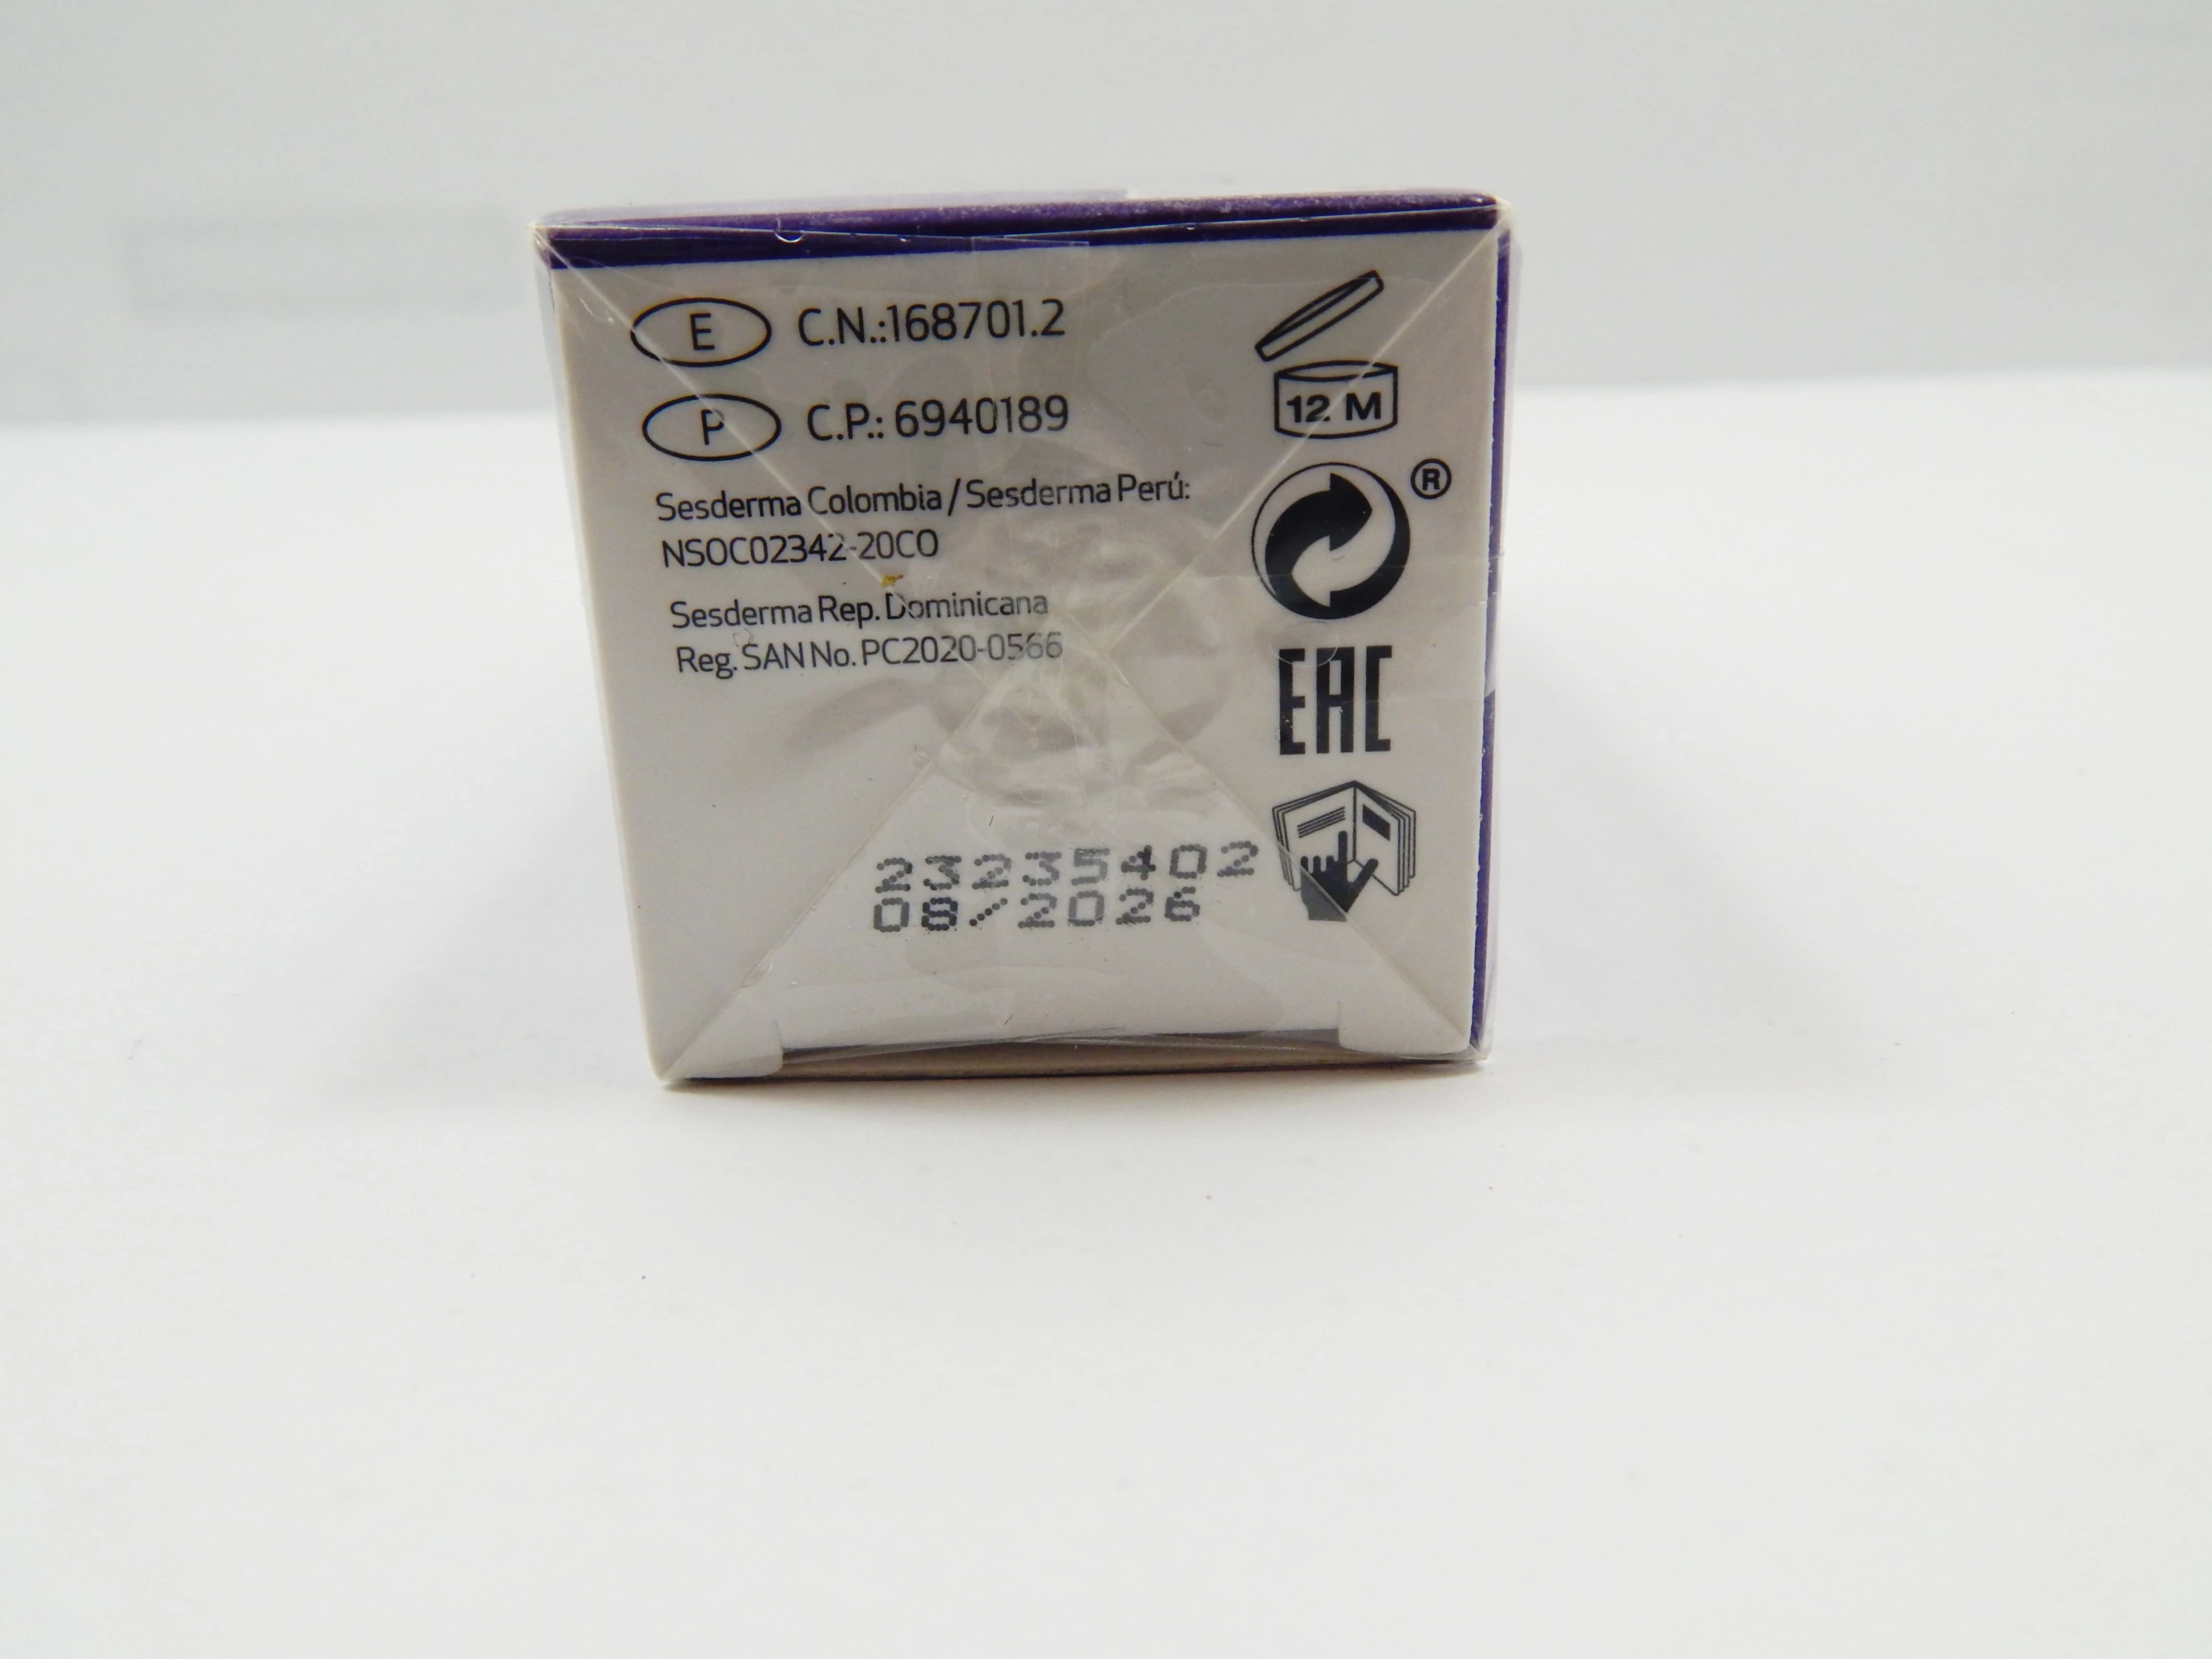 E C.N.:168701.2
P C.P.: 6940189
Sesderma Colombia / Sesderma Perú:
NSOC02342-20CO
Sesderma Rep. Dominicana
Reg. SAN No. PC2020-0566
12 M
®
EAC
23235402
08/2026